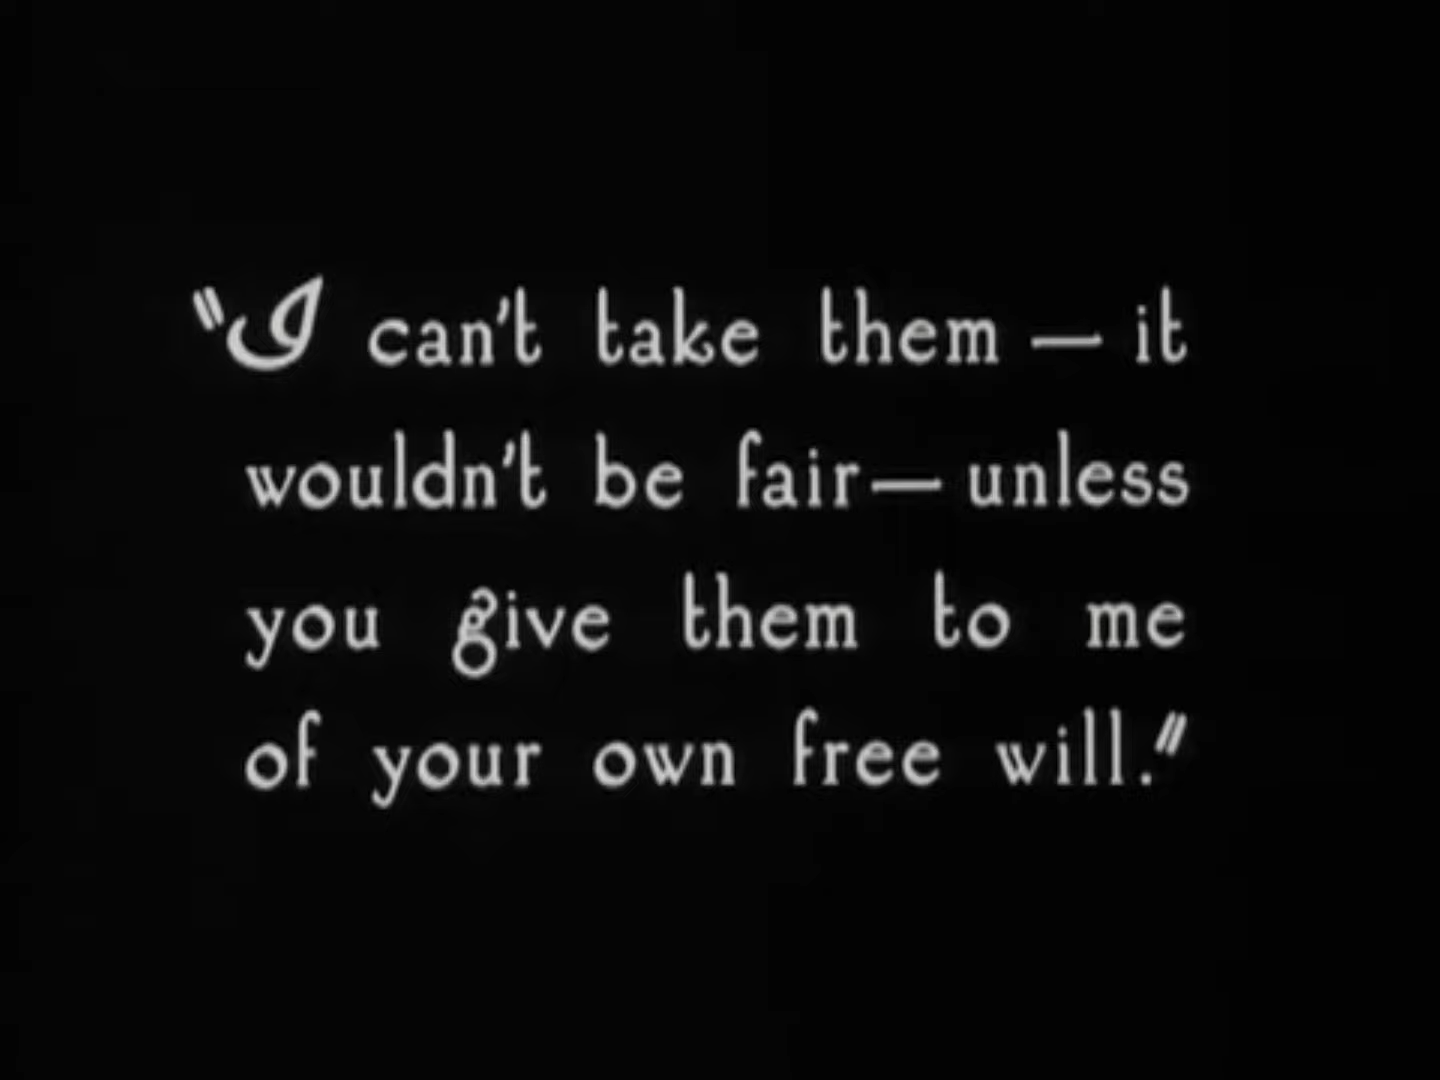 "I can't take them — it
wouldn't be fair — unless
you give them to me
of your own free will."